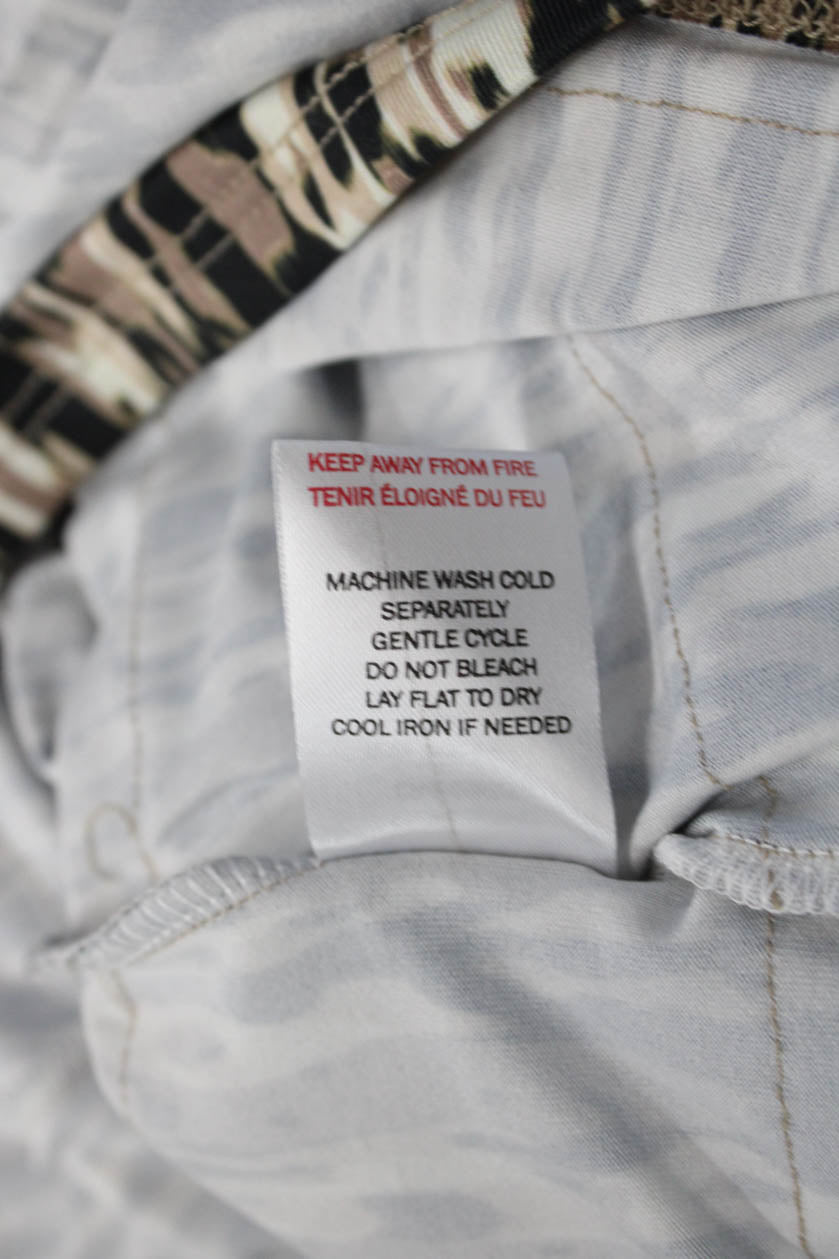 KEEP AWAY FROM FIRE
TENIR ÉLOIGNÉ DU FEU
MACHINE WASH COLD
SEPARATELY
GENTLE CYCLE
DO NOT BLEACH
LAY FLAT TO DRY
COOL IRON IF NEEDED